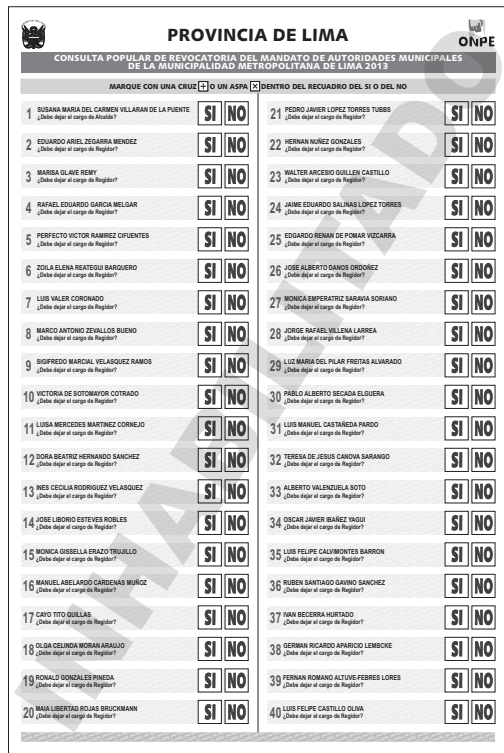 PROVINCIA DE LIMA
ONPE
CONSULTA POPULAR DE REVOCATORIA DEL MANDATO DE AUTORIDADES MUNICIPALES
DE LA MUNICIPALIDAD METROPOLITANA DE LIMA 2013
MARQUE CON UNA CRUZ + O UN ASPA X DENTRO DEL RECUADRO DEL SI O DEL NO
1 SUSANA MARIA DEL CARMEN VILLARAN DE LA PUENTE
¿Debe dejar el cargo de Alcalde?
SI NO
2 EDUARDO ARIEL ZEGARRA MENDEZ
¿Debe dejar el cargo de Regidor?
SI NO
3 MARISA GLAVE REMY
¿Debe dejar el cargo de Regidor?
SI NO
4 RAFAEL EDUARDO GARCIA MELGAR
¿Debe dejar el cargo de Regidor?
SI NO
5 PERFECTO VICTOR RAMIREZ CIFUENTES
¿Debe dejar el cargo de Regidor?
SI NO
6 ZOILA ELENA REATEGUI BARQUERO
¿Debe dejar el cargo de Regidor?
SI NO
7 LUIS VALER CORONADO
¿Debe dejar el cargo de Regidor?
SI NO
8 MARCO ANTONIO ZEVALLOS BUENO
¿Debe dejar el cargo de Regidor?
SI NO
9 SIGIFREDO MARCIAL VELASQUEZ RAMOS
¿Debe dejar el cargo de Regidor?
SI NO
10 VICTORIA DE SOTOMAYOR COTRADO
¿Debe dejar el cargo de Regidor?
SI NO
11 LUISA MERCEDES MARTINEZ CORNEJO
¿Debe dejar el cargo de Regidor?
SI NO
12 DORA BEATRIZ HERNANDO SANCHEZ
¿Debe dejar el cargo de Regidor?
SI NO
13 INES CECILIA RODRIGUEZ VELASQUEZ
¿Debe dejar el cargo de Regidor?
SI NO
14 JOSE LIBORIO ESTEVES ROBLES
¿Debe dejar el cargo de Regidor?
SI NO
15 MONICA GISSELLA ERAZO TRUJILLO
¿Debe dejar el cargo de Regidor?
SI NO
16 MANUEL ABELARDO CARDENAS MUÑOZ
¿Debe dejar el cargo de Regidor?
SI NO
17 CAYO TITO QUILLAS
¿Debe dejar el cargo de Regidor?
SI NO
18 OLGA CELINDA MORAN ARAUJO
¿Debe dejar el cargo de Regidor?
SI NO
19 RONALD GONZALES PINEDA
¿Debe dejar el cargo de Regidor?
SI NO
20 MAIA LIBERTAD ROJAS BRUCKMANN
¿Debe dejar el cargo de Regidor?
SI NO
21 PEDRO JAVIER LOPEZ TORRES TUBBS
¿Debe dejar el cargo de Regidor?
SI NO
22 HERNAN NUÑEZ GONZALES
¿Debe dejar el cargo de Regidor?
SI NO
23 WALTER ARCESIO GUILLEN CASTILLO
¿Debe dejar el cargo de Regidor?
SI NO
24 JAIME EDUARDO SALINAS LOPEZ TORRES
¿Debe dejar el cargo de Regidor?
SI NO
25 EDGARDO RENAN DE POMAR VIZCARRA
¿Debe dejar el cargo de Regidor?
SI NO
26 JOSE ALBERTO DANOS ORDOÑEZ
¿Debe dejar el cargo de Regidor?
SI NO
27 MONICA EMPERATRIZ SARAVIA SORIANO
¿Debe dejar el cargo de Regidor?
SI NO
28 JORGE RAFAEL VILLENA LARREA
¿Debe dejar el cargo de Regidor?
SI NO
29 LUZ MARIA DEL PILAR FREITAS ALVARADO
¿Debe dejar el cargo de Regidor?
SI NO
30 PABLO ALBERTO SECADA ELGUERA
¿Debe dejar el cargo de Regidor?
SI NO
31 LUIS MANUEL CASTAÑEDA PARDO
¿Debe dejar el cargo de Regidor?
SI NO
32 TERESA DE JESUS CANOVA SARANGO
¿Debe dejar el cargo de Regidor?
SI NO
33 ALBERTO VALENZUELA SOTO
¿Debe dejar el cargo de Regidor?
SI NO
34 OSCAR JAVIER IBAÑEZ YAGUI
¿Debe dejar el cargo de Regidor?
SI NO
35 LUIS FELIPE CALVIMONTES BARRON
¿Debe dejar el cargo de Regidor?
SI NO
36 RUBEN SANTIAGO GAVINO SANCHEZ
¿Debe dejar el cargo de Regidor?
SI NO
37 IVAN BECERRA HURTADO
¿Debe dejar el cargo de Regidor?
SI NO
38 GERMAN RICARDO APARICIO LEMBCKE
¿Debe dejar el cargo de Regidor?
SI NO
39 FERNAN ROMANO ALTUVE-FEBRES LORES
¿Debe dejar el cargo de Regidor?
SI NO
40 LUIS FELIPE CASTILLO OLIVA
¿Debe dejar el cargo de Regidor?
SI NO
INHABILITADO